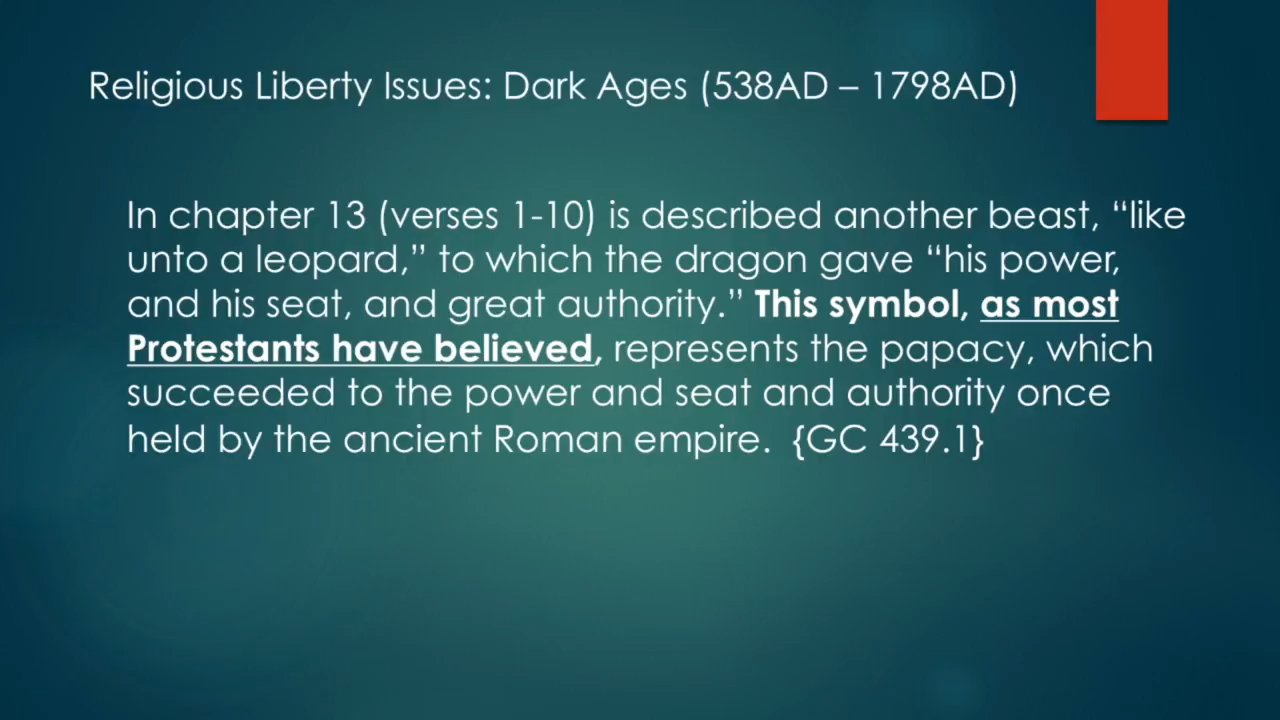 Religious Liberty Issues: Dark Ages (538AD – 1798AD)
In chapter 13 (verses 1-10) is described another beast, “like
unto a leopard,” to which the dragon gave “his power,
and his seat, and great authority.” This symbol, as most
Protestants have believed, represents the papacy, which
succeeded to the power and seat and authority once
held by the ancient Roman empire.  {GC 439.1}